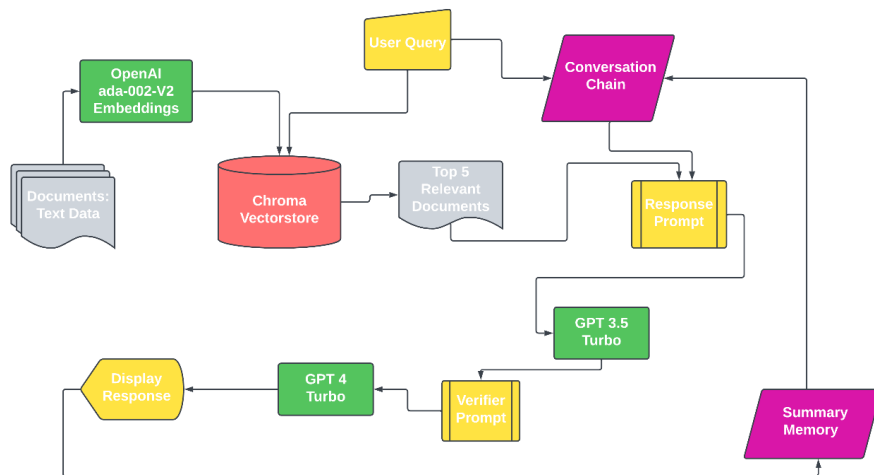 User Query
Conversation
Chain
OpenAI
ada-002-V2
Embeddings
Documents:
Text Data
Chroma
Vectorstore
Top 5
Relevant
Documents
Response
Prompt
GPT 3.5
Turbo
Display
Response
GPT 4
Turbo
Verifier
Prompt
Summary
Memory